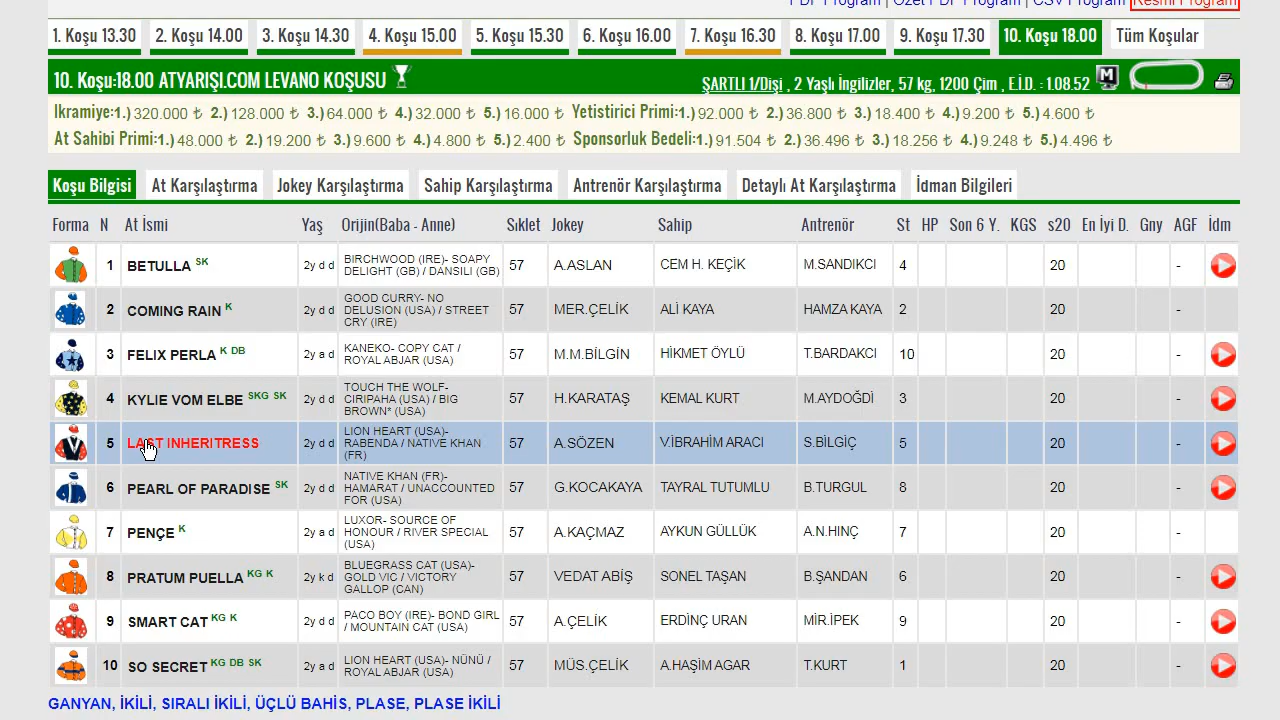 PDF Program | Özet PDF Program | CSV Program | Resmi Program
1. Koşu 13.30 2. Koşu 14.00 3. Koşu 14.30 4. Koşu 15.00 5. Koşu 15.30 6. Koşu 16.00 7. Koşu 16.30 8. Koşu 17.00 9. Koşu 17.30 10. Koşu 18.00 Tüm Koşular
10. Koşu:18.00 ATYARIŞI.COM LEVANO KOŞUSU ŞARTLI 1/Dişi , 2 Yaşlı İngilizler, 57 kg, 1200 Çim , E.İ.D. : 1.08.52 M
Ikramiye:1.) 320.000 ₺ 2.) 128.000 ₺ 3.) 64.000 ₺ 4.) 32.000 ₺ 5.) 16.000 ₺ Yetistirici Primi:1.) 92.000 ₺ 2.) 36.800 ₺ 3.) 18.400 ₺ 4.) 9.200 ₺ 5.) 4.600 ₺
At Sahibi Primi:1.) 48.000 ₺ 2.) 19.200 ₺ 3.) 9.600 ₺ 4.) 4.800 ₺ 5.) 2.400 ₺ Sponsorluk Bedeli:1.) 91.504 ₺ 2.) 36.496 ₺ 3.) 18.256 ₺ 4.) 9.248 ₺ 5.) 4.496 ₺
Koşu Bilgisi At Karşılaştırma Jokey Karşılaştırma Sahip Karşılaştırma Antrenör Karşılaştırma Detaylı At Karşılaştırma İdman Bilgileri
Forma N At İsmi Yaş Orijin(Baba - Anne) Sıklet Jokey Sahip Antrenör St HP Son 6 Y. KGS s20 En İyi D. Gny AGF İdm
1 BETULLA SK 2y d d BIRCHWOOD (IRE)- SOAPY DELIGHT (GB) / DANSILI (GB) 57 A.ASLAN CEM H. KEÇİK M.SANDIKCI 4 20 -
2 COMING RAIN K 2y d d GOOD CURRY- NO DELUSION (USA) / STREET CRY (IRE) 57 MER.ÇELİK ALİ KAYA HAMZA KAYA 2 20 -
3 FELIX PERLA K DB 2y a d KANEKO- COPY CAT / ROYAL ABJAR (USA) 57 M.M.BİLGİN HİKMET ÖYLÜ T.BARDAKCI 10 20 -
4 KYLIE VOM ELBE SKG SK 2y d d TOUCH THE WOLF- CIRIPAHA (USA) / BIG BROWN* (USA) 57 H.KARATAŞ KEMAL KURT M.AYDOĞDİ 3 20 -
5 LAST INHERITRESS 2y d d LION HEART (USA)- RABENDA / NATIVE KHAN (FR) 57 A.SÖZEN V.İBRAHİM ARACI S.BİLGİÇ 5 20 -
6 PEARL OF PARADISE SK 2y d d NATIVE KHAN (FR)- HAMARAT / UNACCOUNTED FOR (USA) 57 G.KOCAKAYA TAYRAL TUTUMLU B.TURGUL 8 20 -
7 PENÇE K 2y a d LUXOR- SOURCE OF HONOUR / RIVER SPECIAL (USA) 57 A.KAÇMAZ AYKUN GÜLLÜK A.N.HINÇ 7 20 -
8 PRATUM PUELLA KG K 2y k d BLUEGRASS CAT (USA)- GOLD VIC / VICTORY GALLOP (CAN) 57 VEDAT ABİŞ SONEL TAŞAN B.ŞANDAN 6 20 -
9 SMART CAT KG K 2y d d PACO BOY (IRE)- BOND GIRL / MOUNTAIN CAT (USA) 57 A.ÇELİK ERDİNÇ URAN MİR.İPEK 9 20 -
10 SO SECRET KG DB SK 2y a d LION HEART (USA)- NÜNÜ / ROYAL ABJAR (USA) 57 MÜS.ÇELİK A.HAŞİM AGAR T.KURT 1 20 -
GANYAN, İKİLİ, SIRALI İKİLİ, ÜÇLÜ BAHİS, PLASE, PLASE İKİLİ